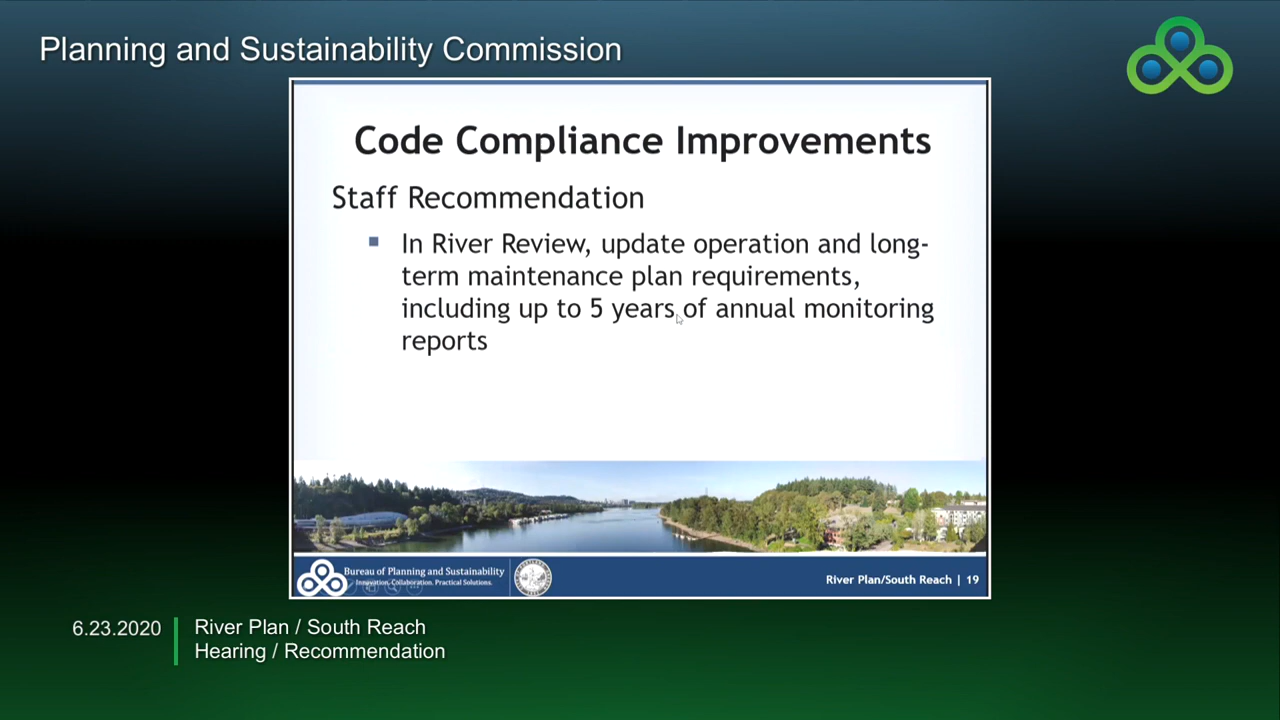 Planning and Sustainability Commission
Code Compliance Improvements
Staff Recommendation
In River Review, update operation and long-
term maintenance plan requirements,
including up to 5 years of annual monitoring
reports
Bureau of Planning and Sustainability
Innovation. Collaboration. Practical Solutions.
River Plan/South Reach | 19
6.23.2020
River Plan / South Reach
Hearing / Recommendation